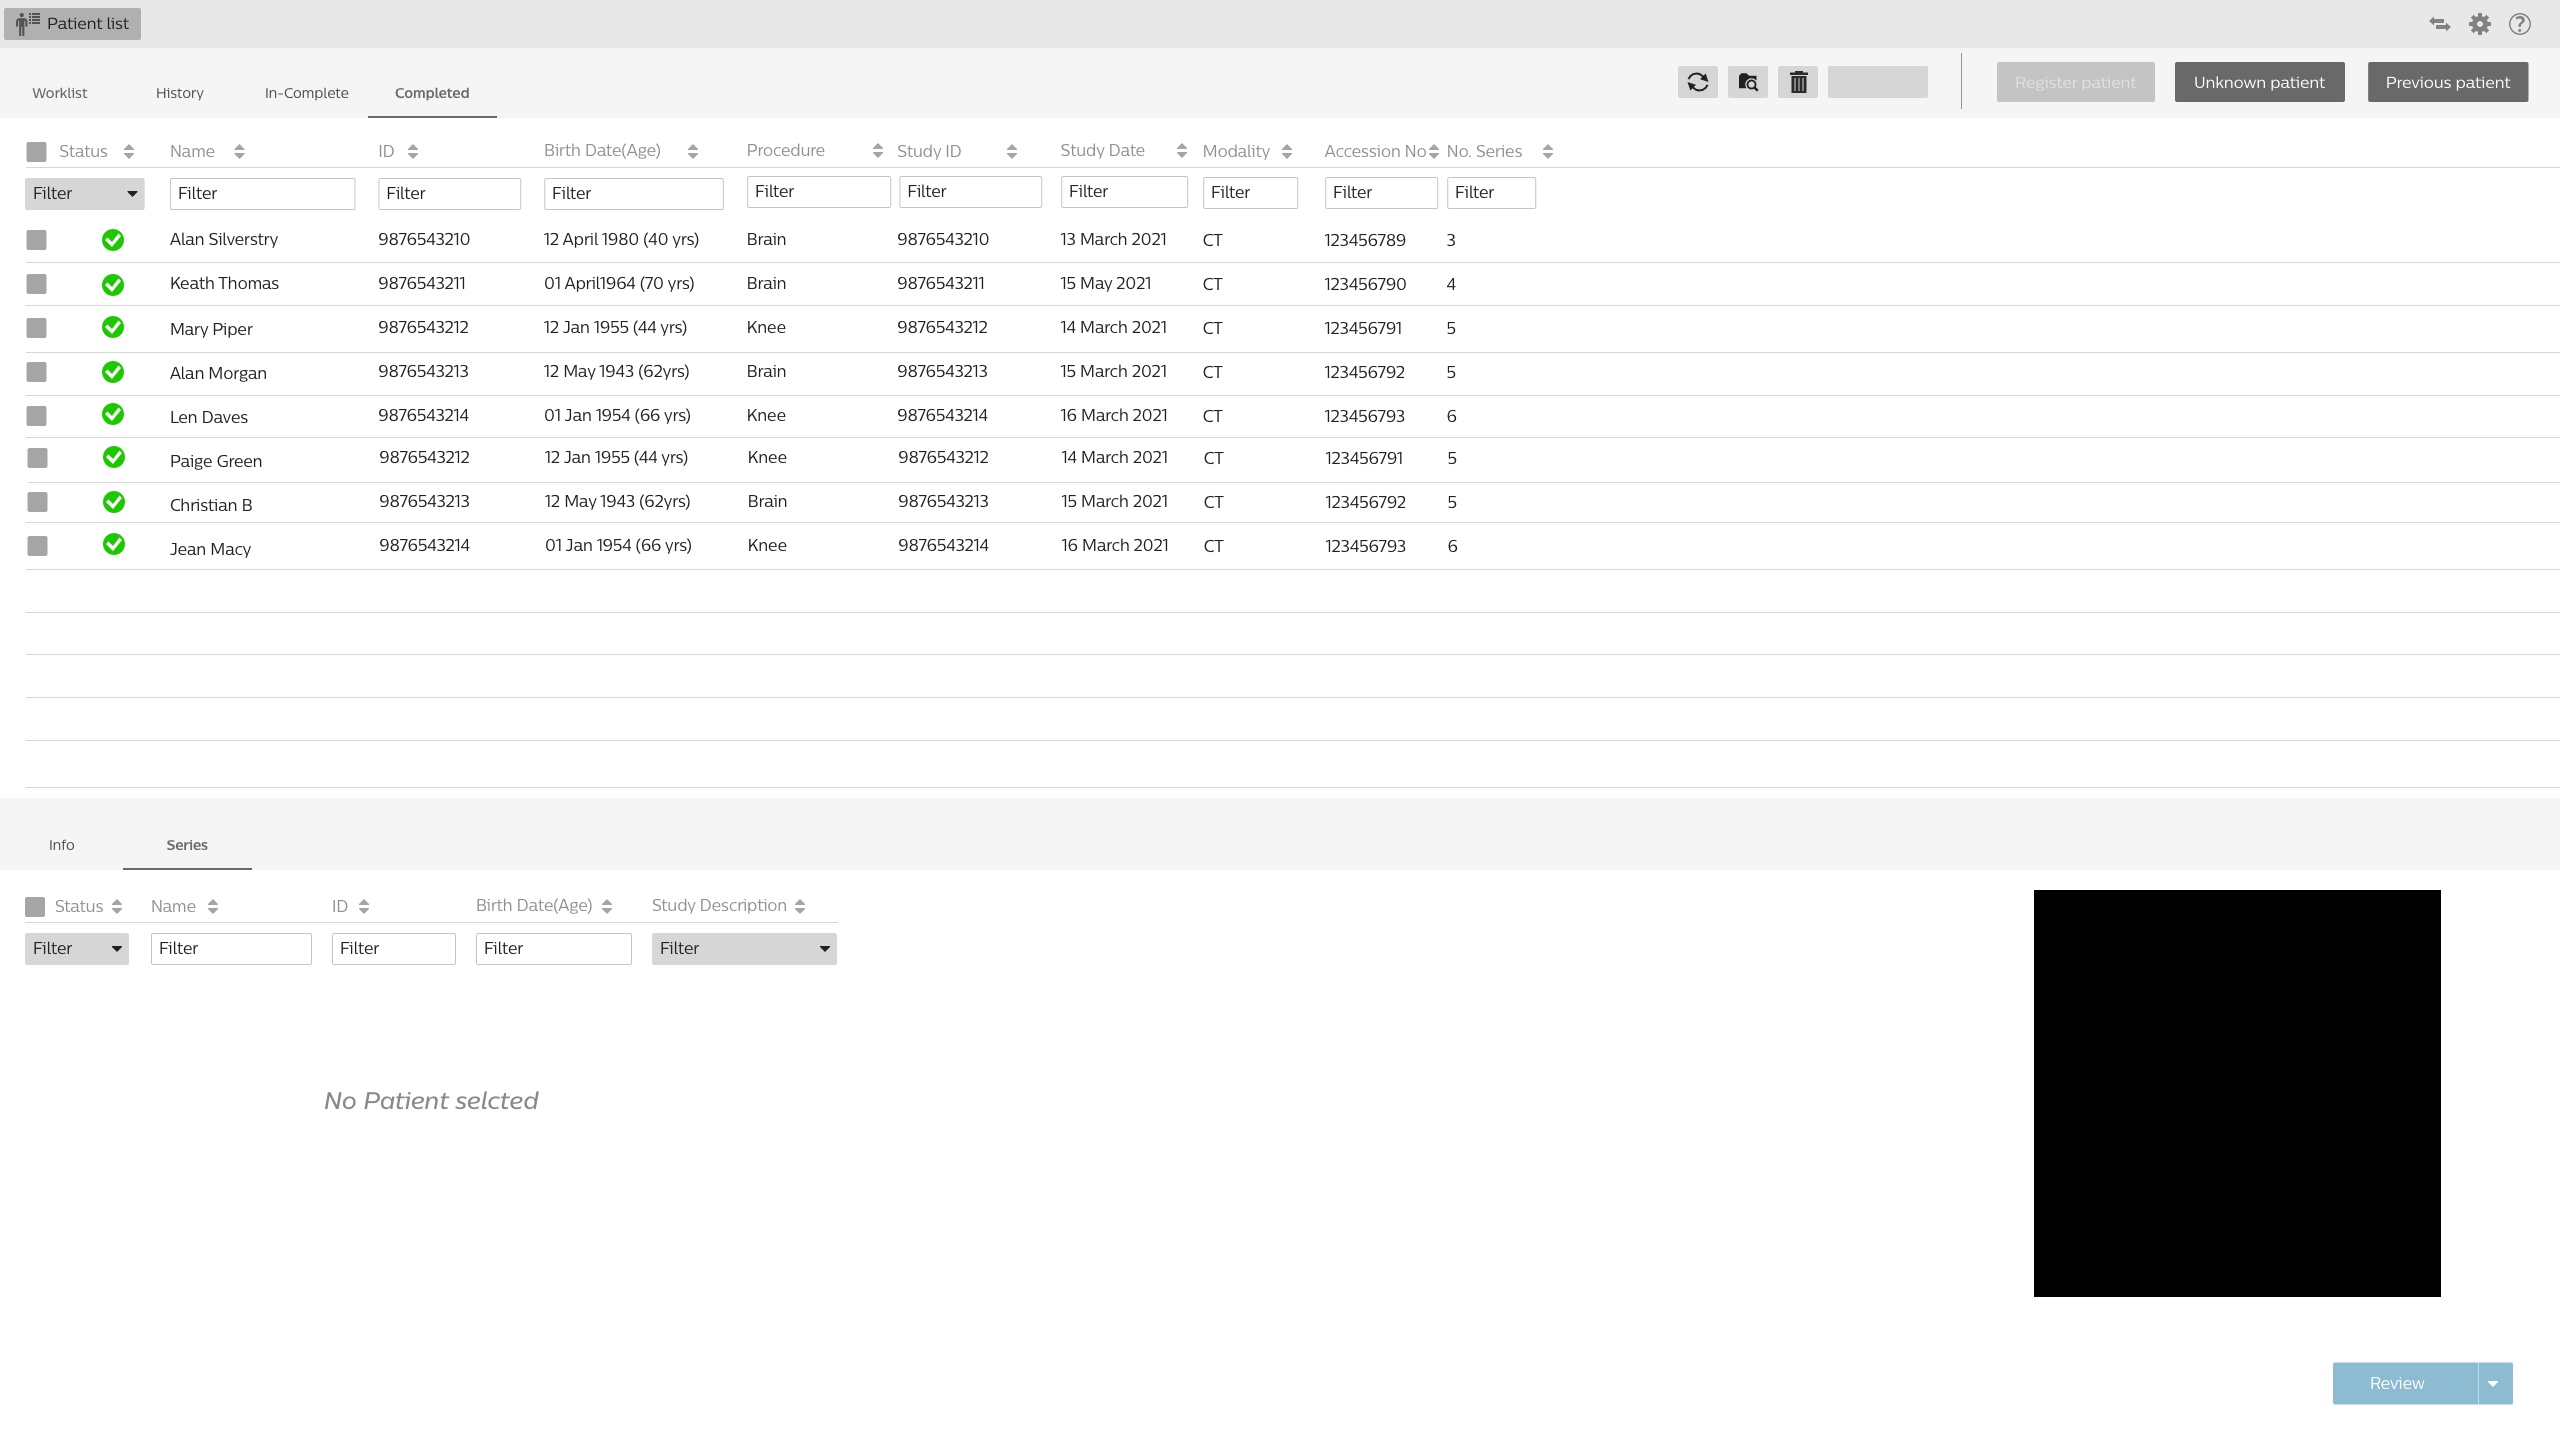 Patient list
Worklist History In-Complete Completed Register patient Unknown patient Previous patient
Status Name ID Birth Date(Age) Procedure Study ID Study Date Modality Accession No No. Series
Filter Filter Filter Filter Filter Filter Filter Filter Filter Filter
Alan Silverstry 9876543210 12 April 1980 (40 yrs) Brain 9876543210 13 March 2021 CT 123456789 3
Keath Thomas 9876543211 01 April1964 (70 yrs) Brain 9876543211 15 May 2021 CT 123456790 4
Mary Piper 9876543212 12 Jan 1955 (44 yrs) Knee 9876543212 14 March 2021 CT 123456791 5
Alan Morgan 9876543213 12 May 1943 (62yrs) Brain 9876543213 15 March 2021 CT 123456792 5
Len Daves 9876543214 01 Jan 1954 (66 yrs) Knee 9876543214 16 March 2021 CT 123456793 6
Paige Green 9876543212 12 Jan 1955 (44 yrs) Knee 9876543212 14 March 2021 CT 123456791 5
Christian B 9876543213 12 May 1943 (62yrs) Brain 9876543213 15 March 2021 CT 123456792 5
Jean Macy 9876543214 01 Jan 1954 (66 yrs) Knee 9876543214 16 March 2021 CT 123456793 6
Info Series
Status Name ID Birth Date(Age) Study Description
Filter Filter Filter Filter Filter
No Patient selcted
Review